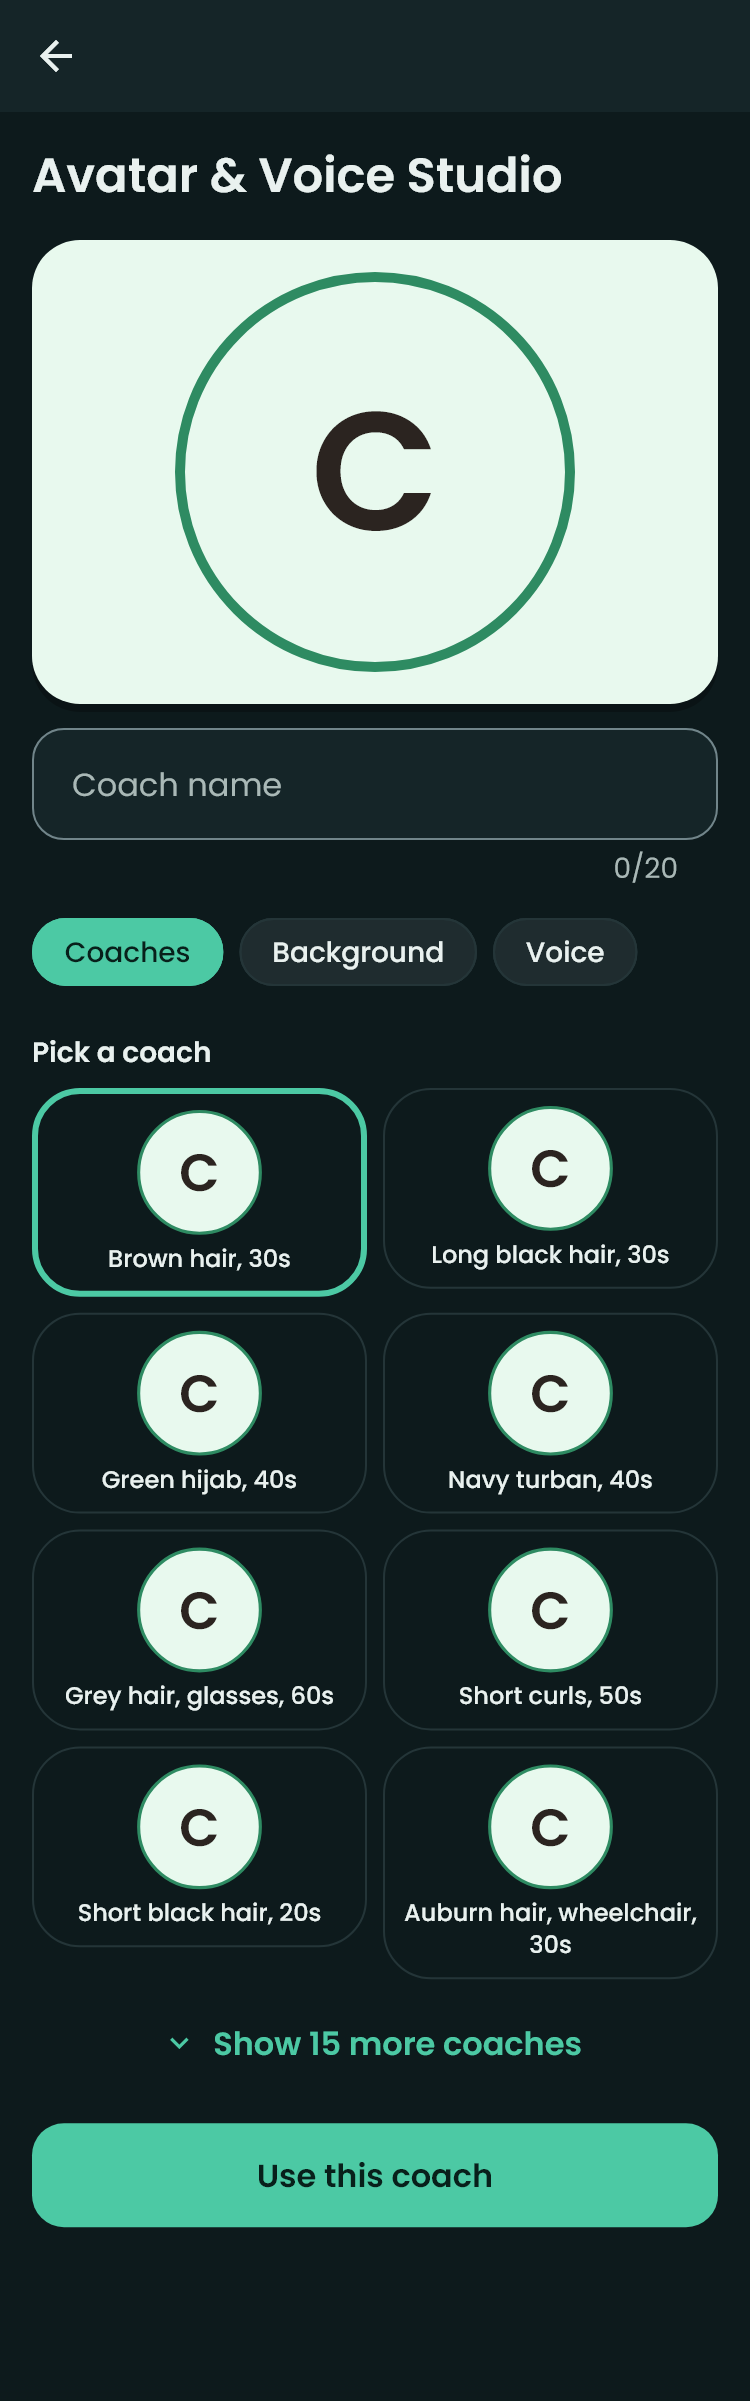 Avatar & Voice Studio
C
Coach name
0/20
Coaches
Background
Voice
Pick a coach
C
Brown hair, 30s
C
Long black hair, 30s
C
Green hijab, 40s
C
Navy turban, 40s
C
Grey hair, glasses, 60s
C
Short curls, 50s
C
Short black hair, 20s
C
Auburn hair, wheelchair,
30s
Show 15 more coaches
Use this coach